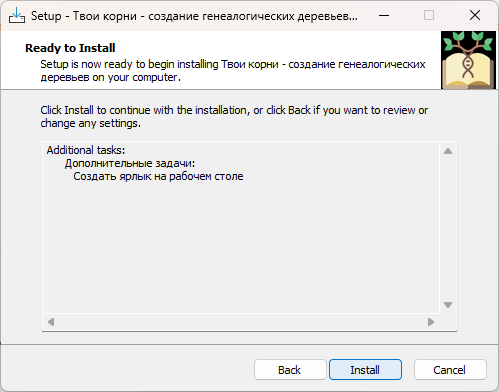 Setup - Твои корни - создание генеалогических деревьев...
Ready to Install
Setup is now ready to begin installing Твои корни - создание генеалогических
деревьев on your computer.
Click Install to continue with the installation, or click Back if you want to review or
change any settings.
Additional tasks:
Дополнительные задачи:
Создать ярлык на рабочем столе
Back
Install
Cancel